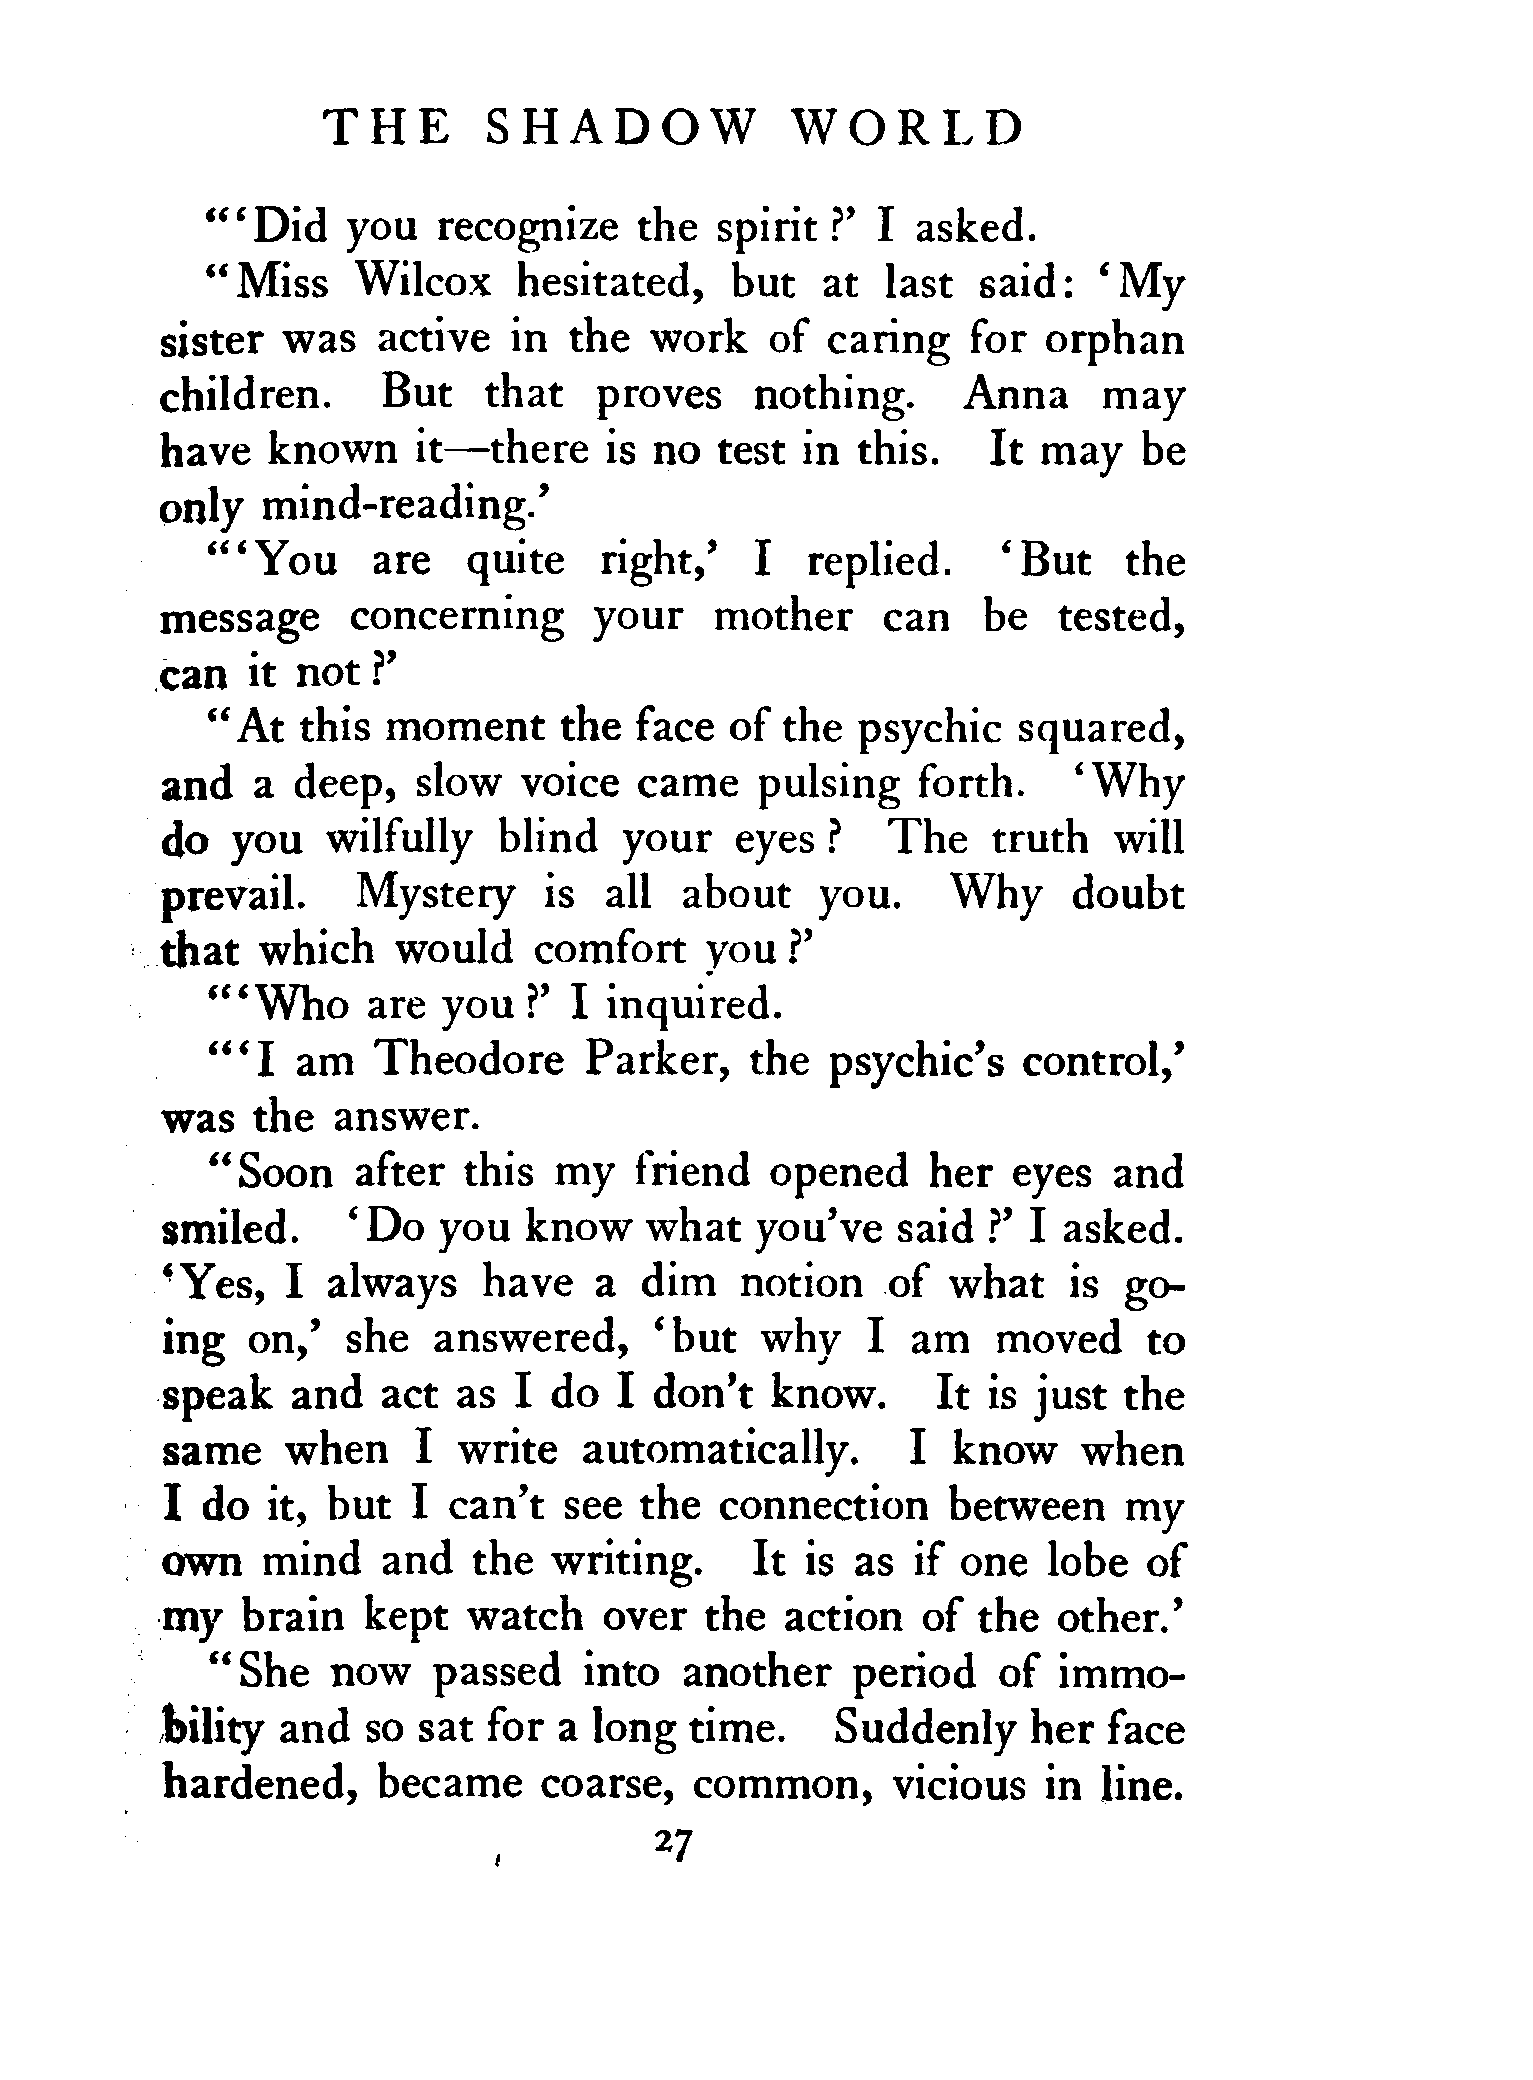 THE SHADOW WORLD
"'Did you recognize the spirit?' I asked.
"Miss Wilcox hesitated, but at last said: 'My
sister was active in the work of caring for orphan
children. But that proves nothing. Anna may
have known it—there is no test in this. It may be
only mind-reading.'
"'You are quite right,' I replied. 'But the
message concerning your mother can be tested,
can it not?'
"At this moment the face of the psychic squared,
and a deep, slow voice came pulsing forth. 'Why
do you wilfully blind your eyes? The truth will
prevail. Mystery is all about you. Why doubt
that which would comfort you?'
"'Who are you?' I inquired.
"'I am Theodore Parker, the psychic's control,'
was the answer.
"Soon after this my friend opened her eyes and
smiled. 'Do you know what you've said?' I asked.
'Yes, I always have a dim notion of what is go-
ing on,' she answered, 'but why I am moved to
speak and act as I do I don't know. It is just the
same when I write automatically. I know when
I do it, but I can't see the connection between my
own mind and the writing. It is as if one lobe of
my brain kept watch over the action of the other.'
"She now passed into another period of immo-
bility and so sat for a long time. Suddenly her face
hardened, became coarse, common, vicious in line.
27